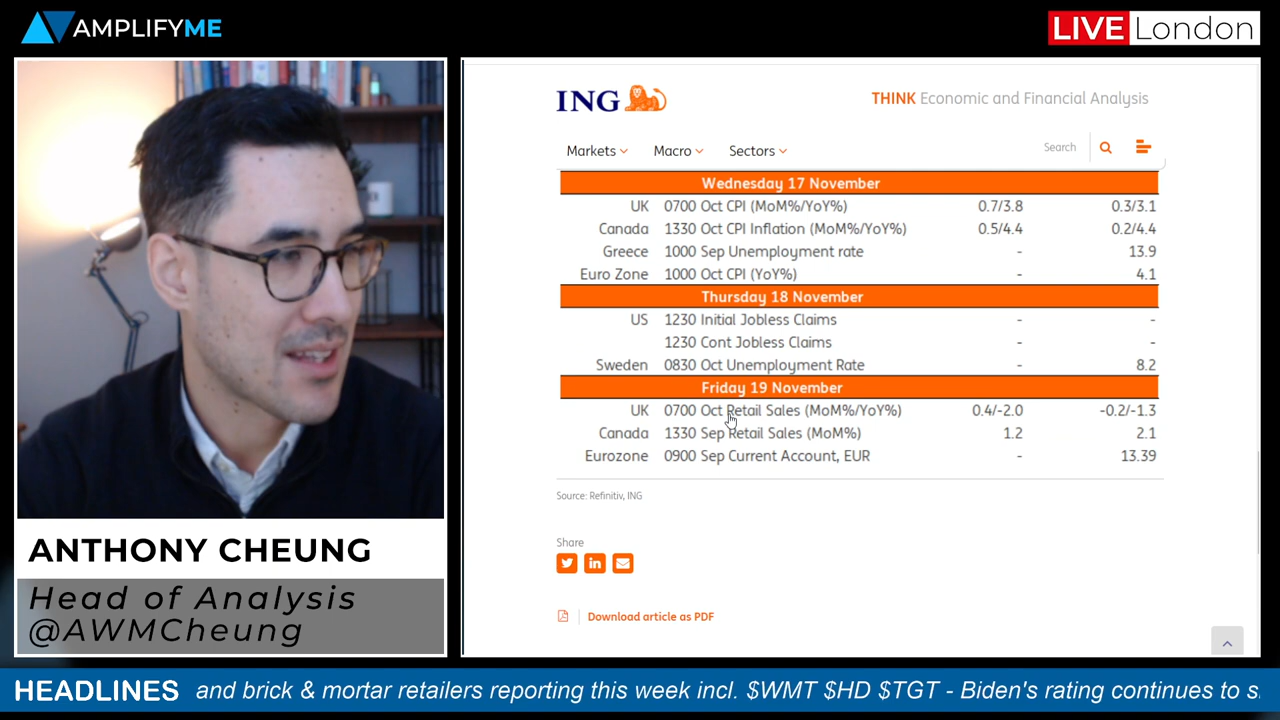 AMPLIFYME
LIVE London
ING
THINK Economic and Financial Analysis
Markets Macro Sectors Search
Wednesday 17 November
UK 0700 Oct CPI (MoM%/YoY%) 0.7/3.8 0.3/3.1
Canada 1330 Oct CPI Inflation (MoM%/YoY%) 0.5/4.4 0.2/4.4
Greece 1000 Sep Unemployment rate - 13.9
Euro Zone 1000 Oct CPI (YoY%) - 4.1
Thursday 18 November
US 1230 Initial Jobless Claims - -
1230 Cont Jobless Claims - -
Sweden 0830 Oct Unemployment Rate - 8.2
Friday 19 November
UK 0700 Oct Retail Sales (MoM%/YoY%) 0.4/-2.0 -0.2/-1.3
Canada 1330 Sep Retail Sales (MoM%) 1.2 2.1
Eurozone 0900 Sep Current Account, EUR - 13.39
Source: Refinitiv, ING
Share
Download article as PDF
ANTHONY CHEUNG
Head of Analysis
@AWMCheung
HEADLINES and brick & mortar retailers reporting this week incl. $WMT $HD $TGT - Biden's rating continues to s